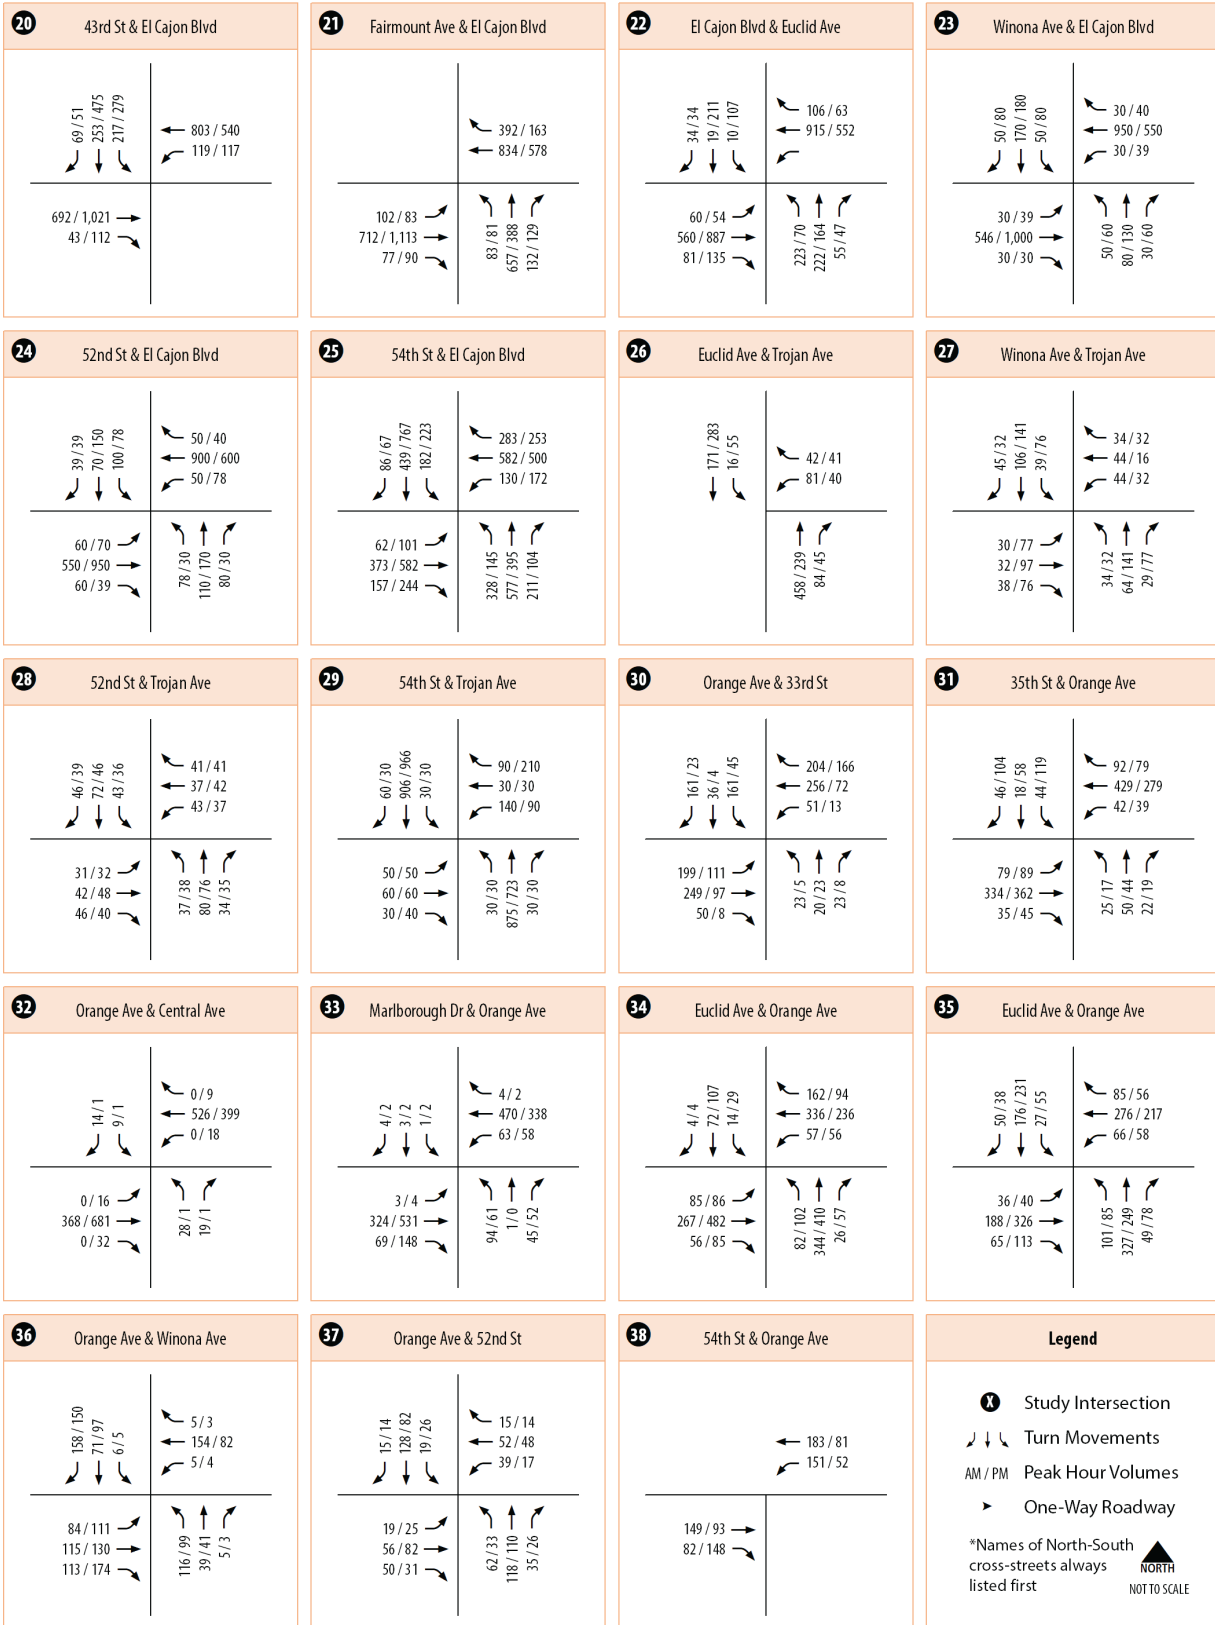 20 43rd St & El Cajon Blvd
69 / 51
253 / 475
217 / 279
803 / 540
119 / 117
692 / 1,021
43 / 112
21 Fairmount Ave & El Cajon Blvd
392 / 163
834 / 578
102 / 83
712 / 1,113
77 / 90
83 / 81
657 / 388
132 / 129
22 El Cajon Blvd & Euclid Ave
34 / 34
19 / 211
10 / 107
106 / 63
915 / 552
60 / 54
560 / 887
81 / 135
223 / 70
222 / 164
55 / 47
23 Winona Ave & El Cajon Blvd
50 / 80
170 / 180
50 / 80
30 / 40
950 / 550
30 / 39
30 / 39
546 / 1,000
30 / 30
50 / 60
80 / 130
30 / 60
24 52nd St & El Cajon Blvd
39 / 39
70 / 150
100 / 78
50 / 40
900 / 600
50 / 78
60 / 70
550 / 950
60 / 39
78 / 30
110 / 170
80 / 30
25 54th St & El Cajon Blvd
86 / 67
439 / 767
182 / 223
283 / 253
582 / 500
130 / 172
62 / 101
373 / 582
157 / 244
328 / 145
577 / 395
211 / 104
26 Euclid Ave & Trojan Ave
171 / 283
16 / 55
42 / 41
81 / 40
458 / 239
84 / 45
27 Winona Ave & Trojan Ave
45 / 32
106 / 141
39 / 76
34 / 32
44 / 16
44 / 32
30 / 77
32 / 97
38 / 76
34 / 32
64 / 141
29 / 77
28 52nd St & Trojan Ave
46 / 39
72 / 46
43 / 36
41 / 41
37 / 42
43 / 37
31 / 32
42 / 48
46 / 40
37 / 38
80 / 76
34 / 35
29 54th St & Trojan Ave
60 / 30
906 / 966
30 / 30
90 / 210
30 / 30
140 / 90
50 / 50
60 / 60
30 / 40
30 / 30
875 / 723
30 / 30
30 Orange Ave & 33rd St
161 / 23
36 / 4
161 / 45
204 / 166
256 / 72
51 / 13
199 / 111
249 / 97
50 / 8
23 / 5
20 / 23
23 / 8
31 35th St & Orange Ave
46 / 104
18 / 58
44 / 119
92 / 79
429 / 279
42 / 39
79 / 89
334 / 362
35 / 45
25 / 17
50 / 44
22 / 19
32 Orange Ave & Central Ave
14 / 1
9 / 1
0 / 9
526 / 399
0 / 18
0 / 16
368 / 681
0 / 32
28 / 1
19 / 1
33 Marlborough Dr & Orange Ave
4 / 2
3 / 2
1 / 2
4 / 2
470 / 338
63 / 58
3 / 4
324 / 531
69 / 148
94 / 61
1 / 0
45 / 52
34 Euclid Ave & Orange Ave
4 / 4
72 / 107
14 / 29
162 / 94
336 / 236
57 / 56
85 / 86
267 / 482
56 / 85
82 / 102
344 / 410
26 / 57
35 Euclid Ave & Orange Ave
50 / 38
176 / 231
27 / 55
85 / 56
276 / 217
66 / 58
36 / 40
188 / 326
65 / 113
101 / 85
327 / 249
49 / 78
36 Orange Ave & Winona Ave
158 / 150
71 / 97
6 / 5
5 / 3
154 / 82
5 / 4
84 / 111
115 / 130
113 / 174
116 / 99
39 / 41
5 / 3
37 Orange Ave & 52nd St
15 / 14
128 / 82
19 / 26
15 / 14
52 / 48
39 / 17
19 / 25
56 / 82
50 / 31
62 / 33
118 / 110
35 / 26
38 54th St & Orange Ave
183 / 81
151 / 52
149 / 93
82 / 148
Legend
X Study Intersection
Turn Movements
AM / PM Peak Hour Volumes
One-Way Roadway
*Names of North-South
cross-streets always
listed first
NORTH
NOT TO SCALE